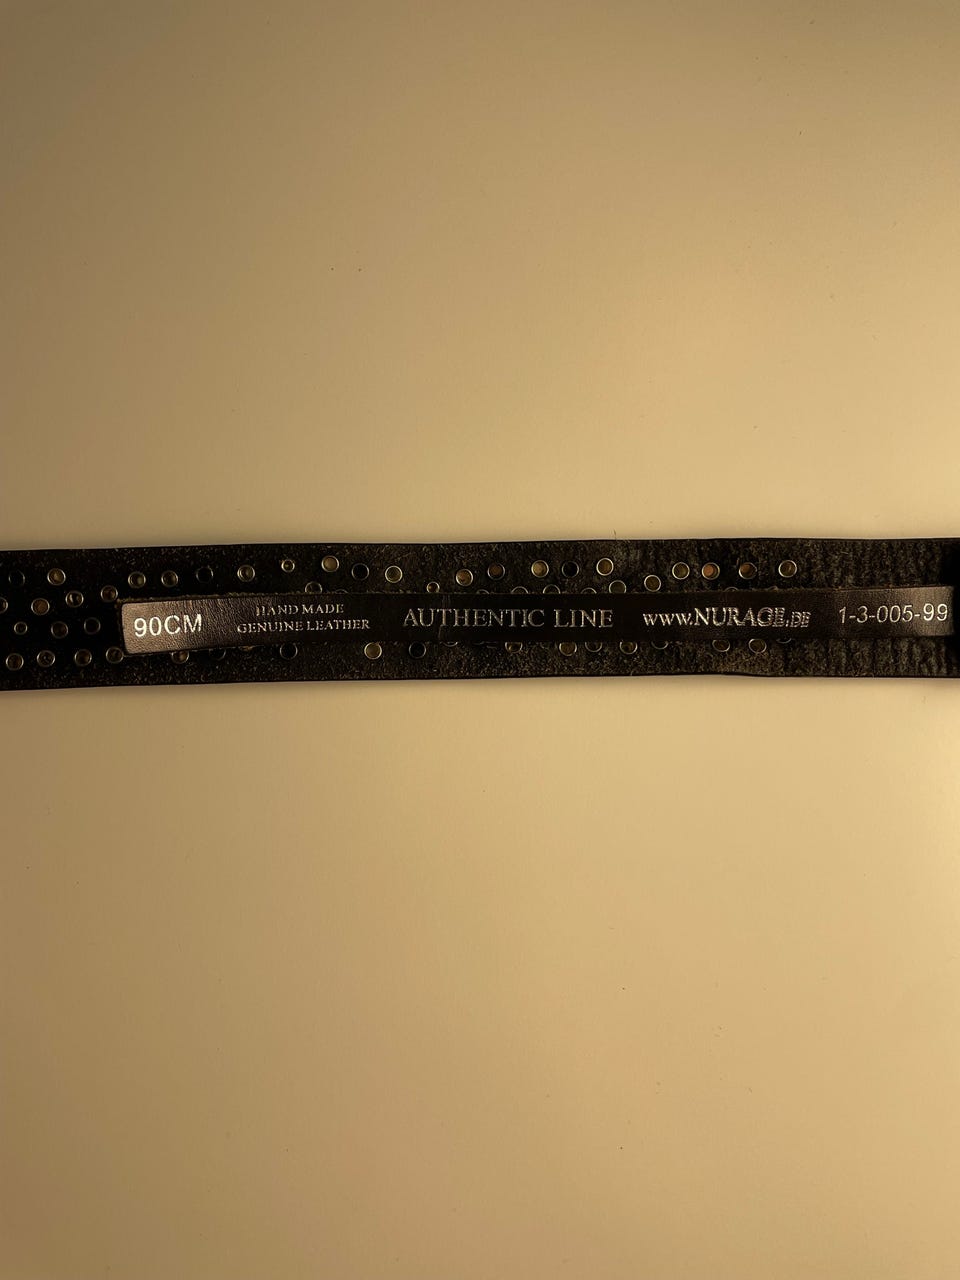 90CM
HAND MADE
GENUINE LEATHER
AUTHENTIC LINE
www.NURAGE.DE
1-3-005-99